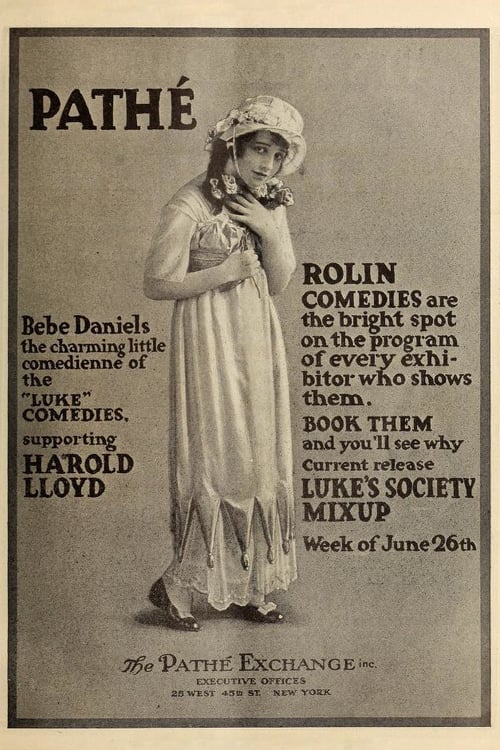 PATHÉ
Bebe Daniels
the charming little
comedienne of
the
"LUKE"
COMEDIES,
supporting
HAROLD
LLOYD
ROLIN
COMEDIES are
the bright spot
on the program
of every exhi-
bitor who shows
them.
BOOK THEM
and you'll see why
Current release
LUKE'S SOCIETY
MIXUP
Week of June 26th
The PATHÉ EXCHANGE inc.
EXECUTIVE OFFICES
25 WEST 45th ST. NEW YORK